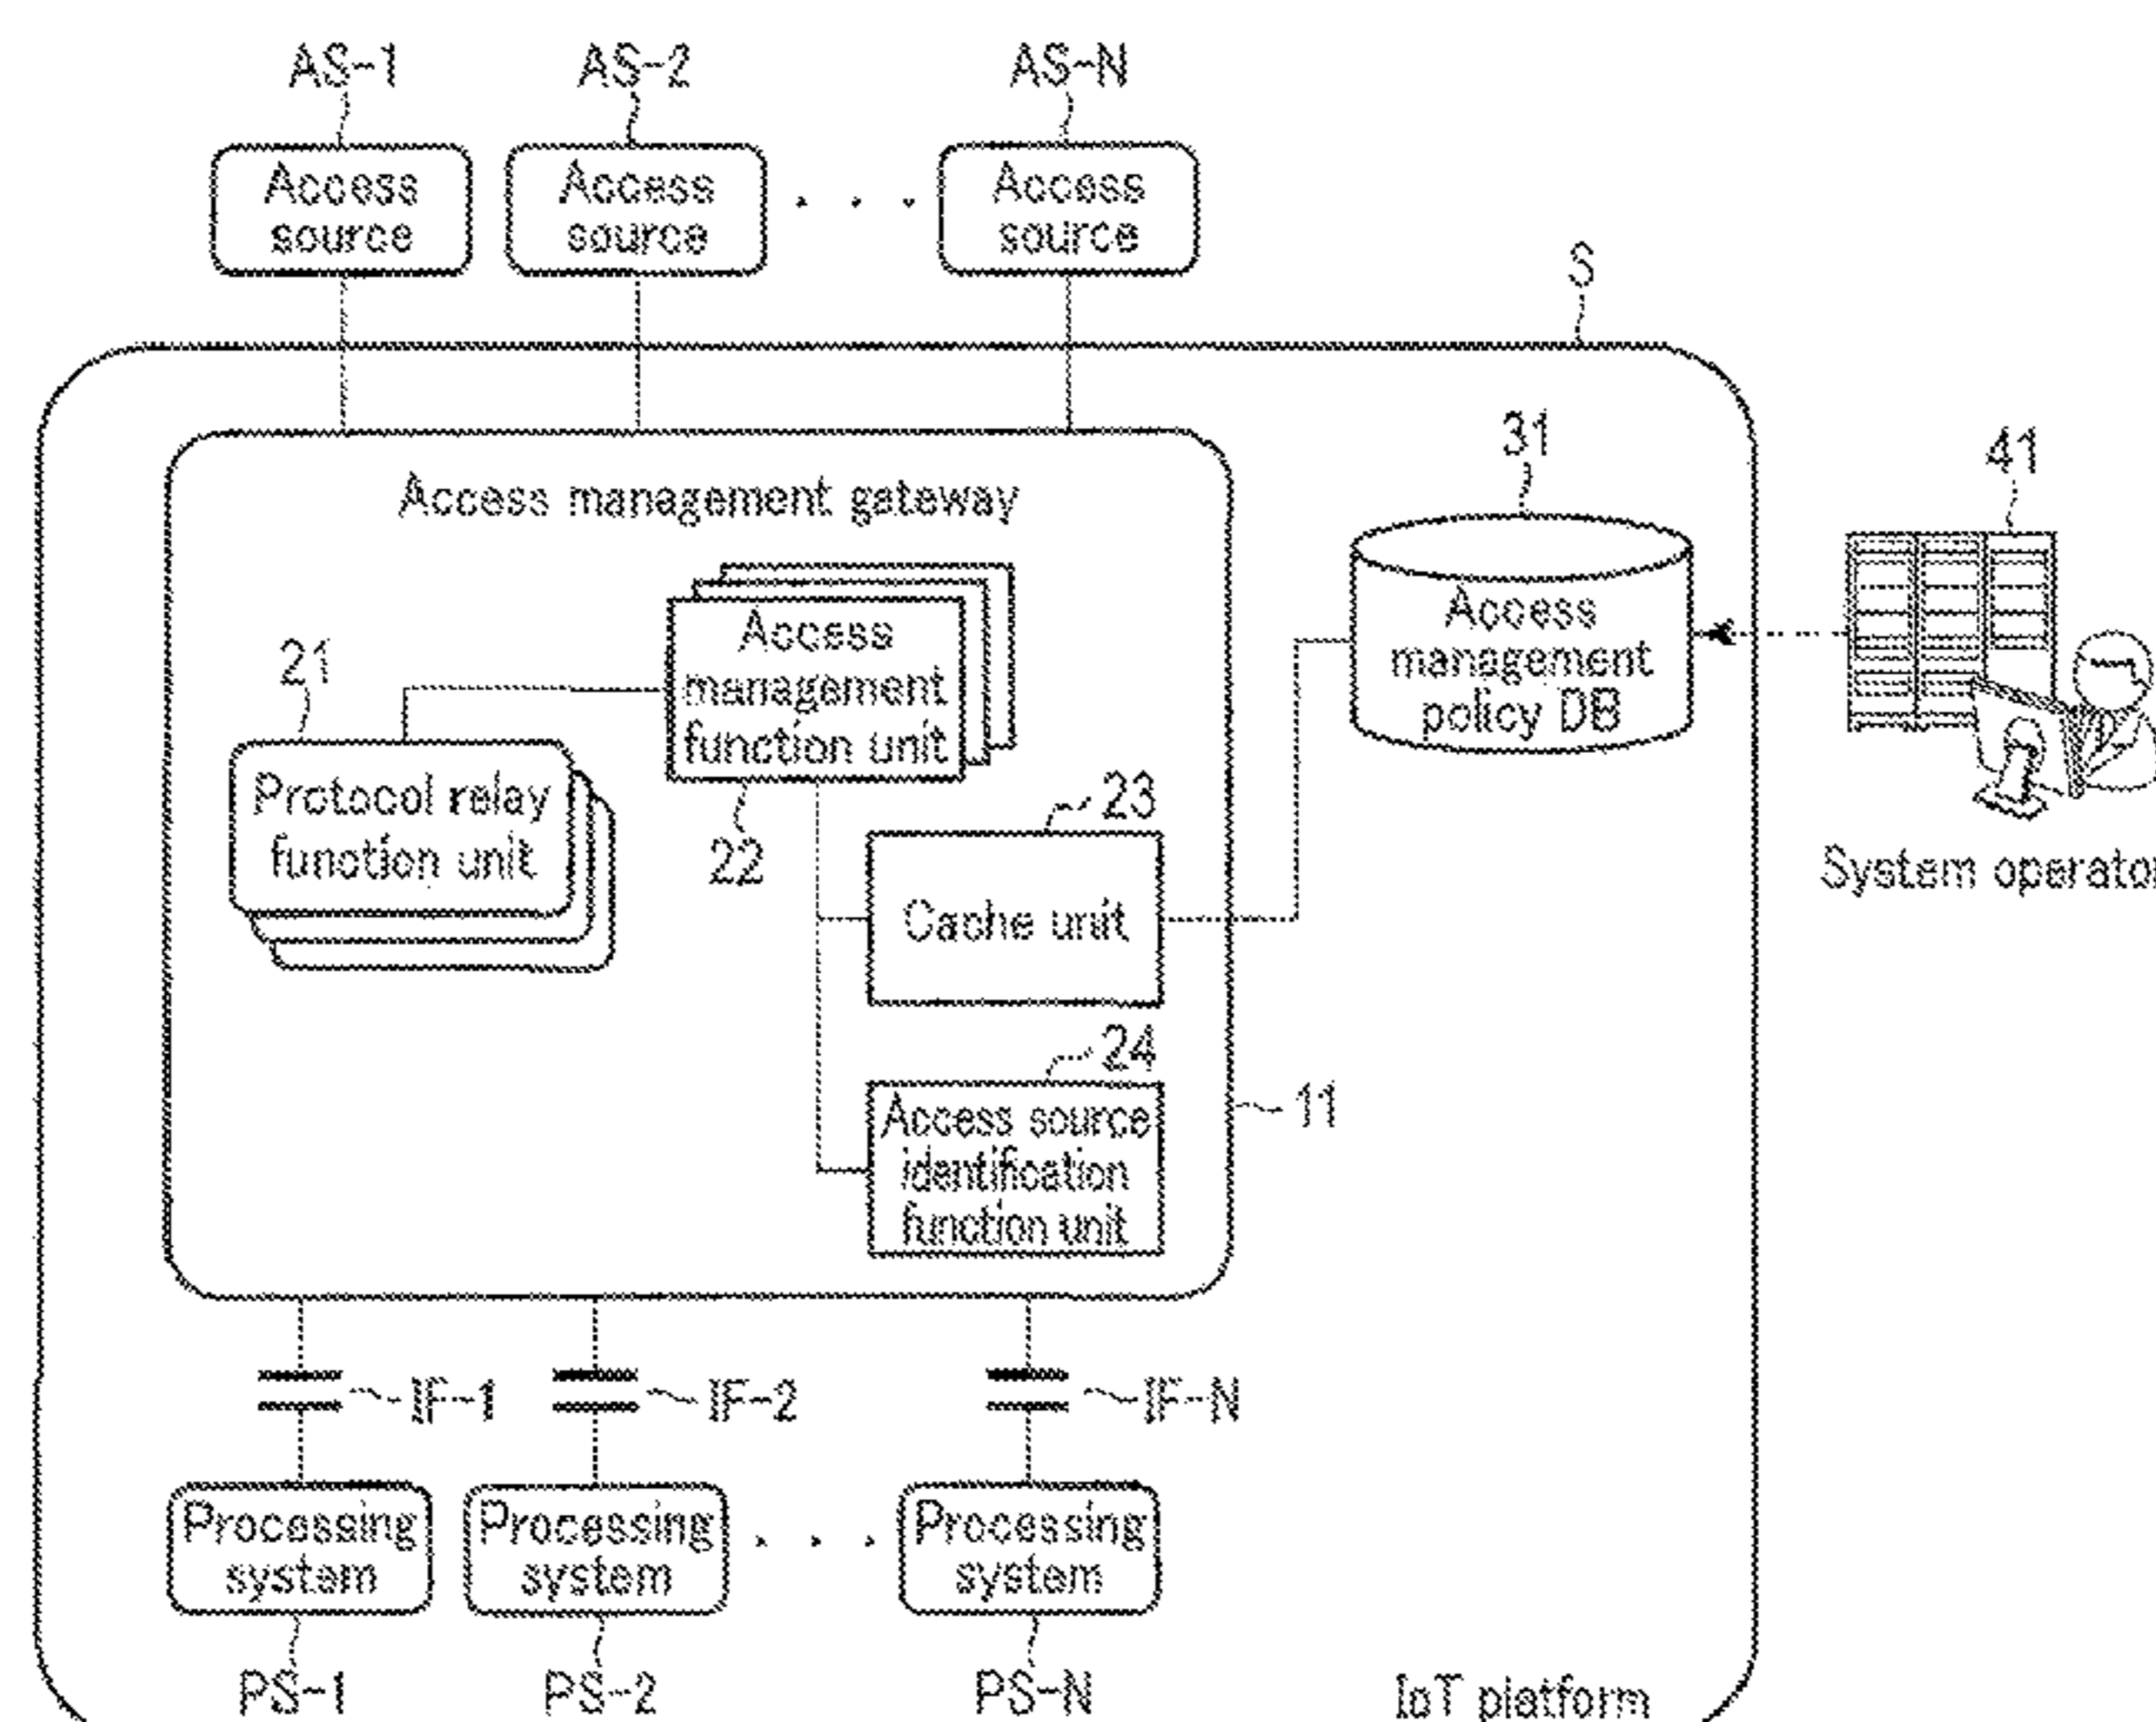 AS-1 AS-2 AS-N
Access Access Access
source source source
S
31
41
Access management gateway
Access
management
function unit
21
22
Protocol relay
function unit
23
Cache unit
Access
management
policy DB
System operator
24
Access source
identification
function unit
11
IF-1 IF-2 IF-N
Processing Processing Processing
system system system
PS-1 PS-2 PS-N
IoT platform